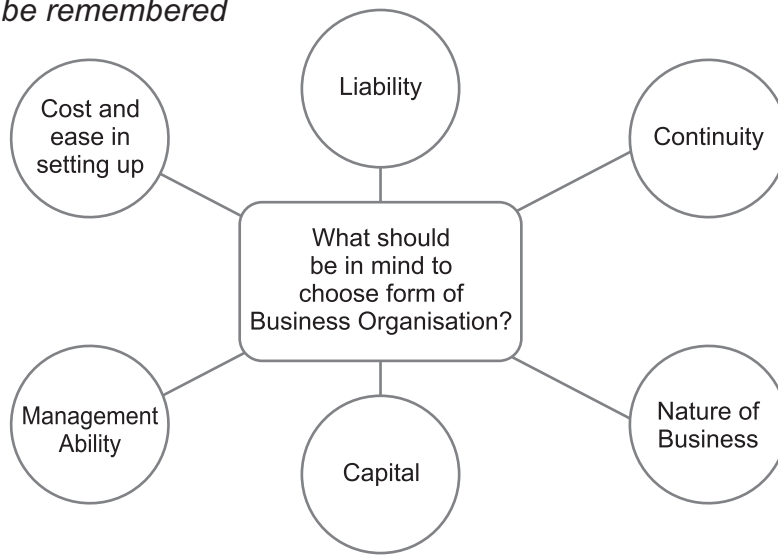 be remembered
Liability
Cost and
ease in
setting up
Continuity
What should
be in mind to
choose form of
Business Organisation?
Management
Ability
Capital
Nature of
Business